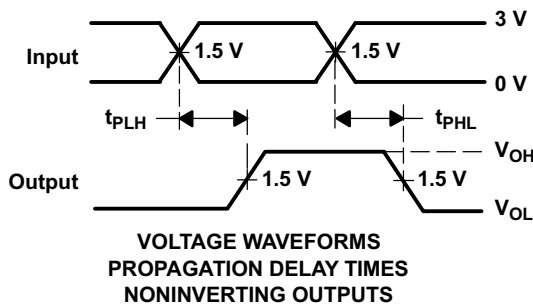 3 V
Input
1.5 V
1.5 V
0 V
tPLH
tPHL
VOH
Output
1.5 V
1.5 V
VOL
VOLTAGE WAVEFORMS
PROPAGATION DELAY TIMES
NONINVERTING OUTPUTS